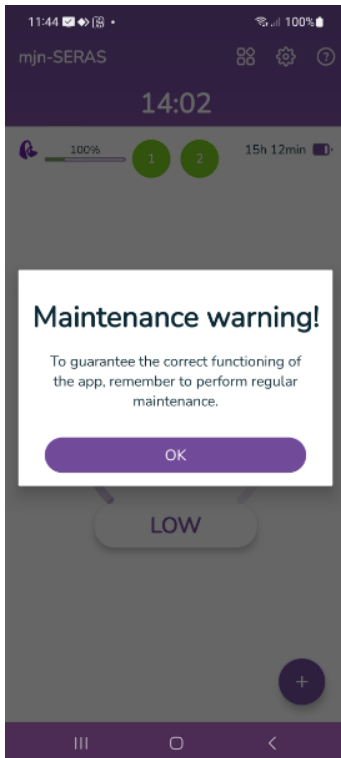 11:44
100%
mjn-SERAS
?
14:02
100%
1
2
15h 12min
Maintenance warning!
To guarantee the correct functioning of
the app, remember to perform regular
maintenance.
OK
LOW
+